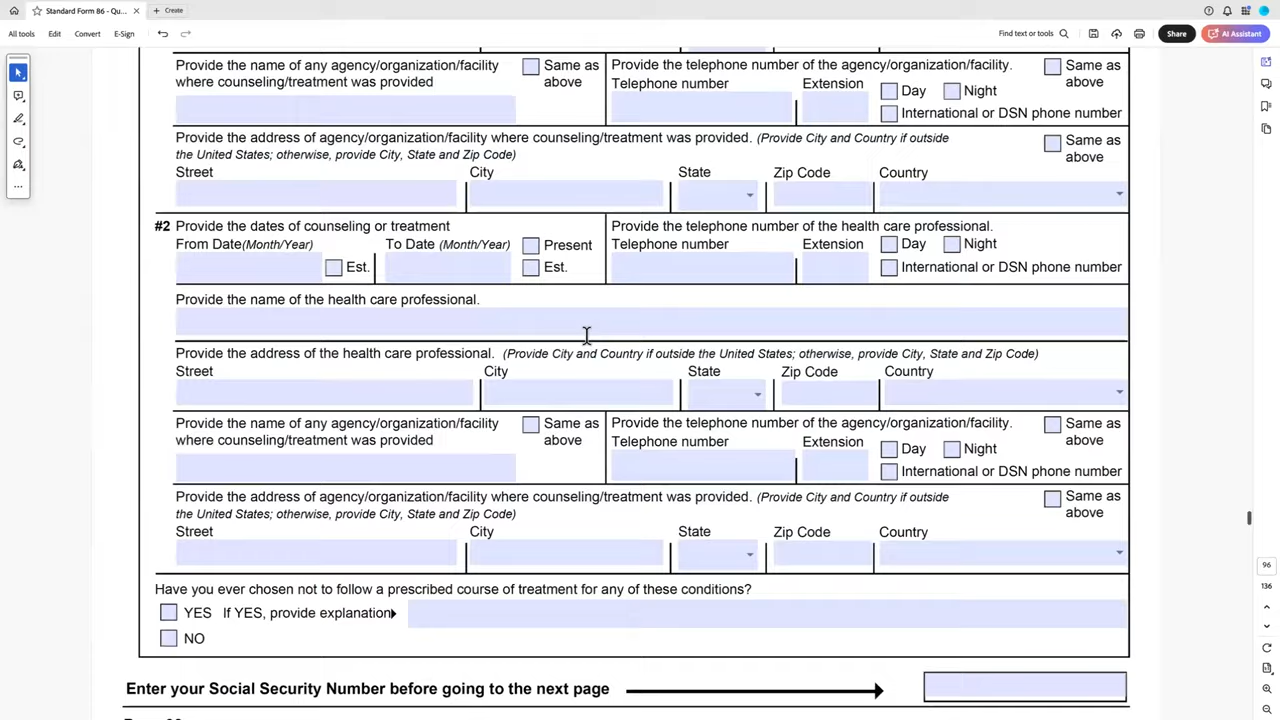 Standard Form 86 - Qu...
Create
All tools Edit Convert E-Sign Find text or tools Share AI Assistant
Provide the name of any agency/organization/facility
where counseling/treatment was provided
Same as
above
Provide the telephone number of the agency/organization/facility.
Telephone number Extension Day Night
International or DSN phone number
Same as
above
Provide the address of agency/organization/facility where counseling/treatment was provided. (Provide City and Country if outside
the United States; otherwise, provide City, State and Zip Code)
Same as
above
Street City State Zip Code Country
#2 Provide the dates of counseling or treatment
From Date(Month/Year) To Date (Month/Year) Present
Est. Est.
Provide the telephone number of the health care professional.
Telephone number Extension Day Night
International or DSN phone number
Provide the name of the health care professional.
Provide the address of the health care professional. (Provide City and Country if outside the United States; otherwise, provide City, State and Zip Code)
Street City State Zip Code Country
Provide the name of any agency/organization/facility
where counseling/treatment was provided
Same as
above
Provide the telephone number of the agency/organization/facility.
Telephone number Extension Day Night
International or DSN phone number
Same as
above
Provide the address of agency/organization/facility where counseling/treatment was provided. (Provide City and Country if outside
the United States; otherwise, provide City, State and Zip Code)
Same as
above
Street City State Zip Code Country
Have you ever chosen not to follow a prescribed course of treatment for any of these conditions?
YES If YES, provide explanation
NO
Enter your Social Security Number before going to the next page
96
136